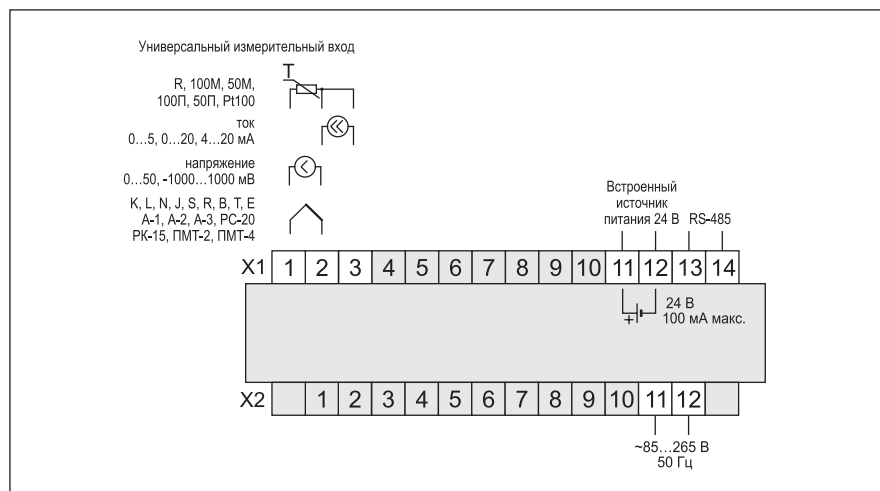 Универсальный измерительный вход
T
R, 100М, 50М,
100П, 50П, Pt100
ток
0...5, 0...20, 4...20 мА
напряжение
0...50, -1000...1000 мВ
K, L, N, J, S, R, B, T, E
А-1, А-2, А-3, РС-20
РК-15, ПМТ-2, ПМТ-4
Встроенный
источник
питания 24 В RS-485
X1 1 2 3 4 5 6 7 8 9 10 11 12 13 14
+
24 В
100 мА макс.
X2 1 2 3 4 5 6 7 8 9 10 11 12
~85...265 В
50 Гц